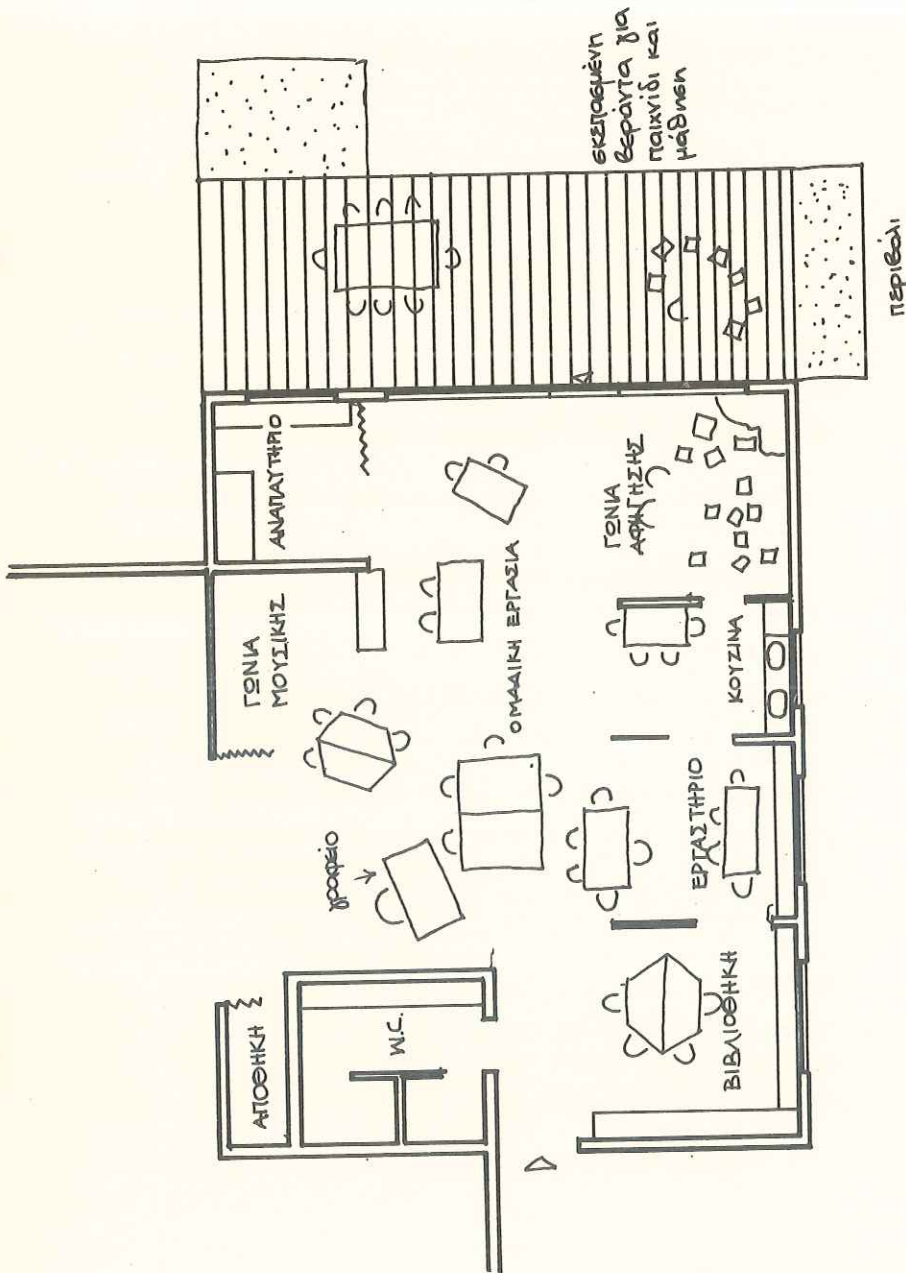 ΑΠΟΘΗΚΗ
ΓΩΝΙΑ
ΜΟΥΣΙΚΗΣ
ΑΝΑΠΑΥΤΗΡΙΟ
γραφείο
W.C.
ΟΜΑΔΙΚΗ ΕΡΓΑΣΙΑ
ΓΩΝΙΑ
ΑΦΗΓΗΣΗΣ
σκεπασμένη
βεράντα για
παιχνίδι και
μάθηση
ΕΡΓΑΣΤΗΡΙΟ
ΒΙΒΛΙΟΘΗΚΗ
ΚΟΥΖΙΝΑ
περιβόλι